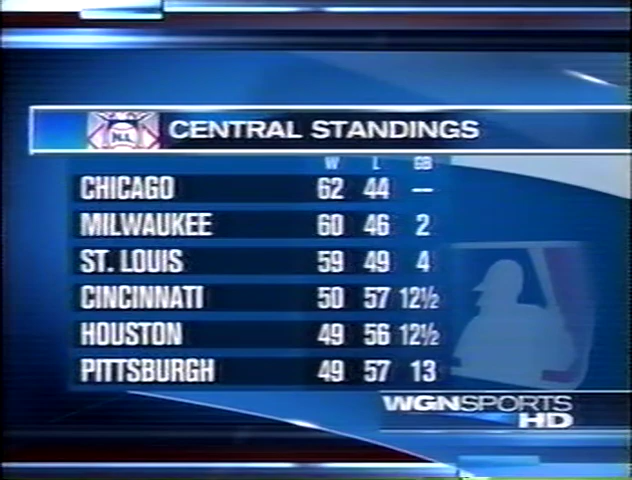 N.L. CENTRAL STANDINGS
W L GB
CHICAGO 62 44 —
MILWAUKEE 60 46 2
ST. LOUIS 59 49 4
CINCINNATI 50 57 12½
HOUSTON 49 56 12½
PITTSBURGH 49 57 13
WGNSPORTS
HD